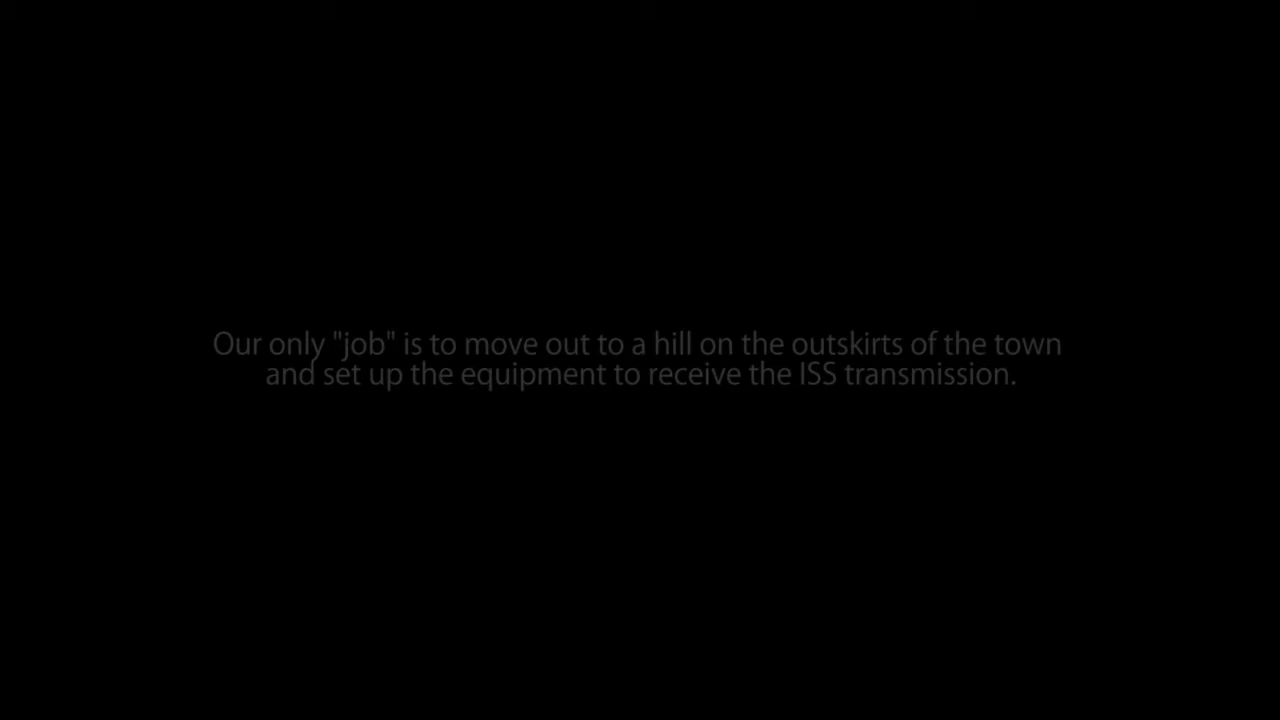 Our only "job" is to move out to a hill on the outskirts of the town
and set up the equipment to receive the ISS transmission.